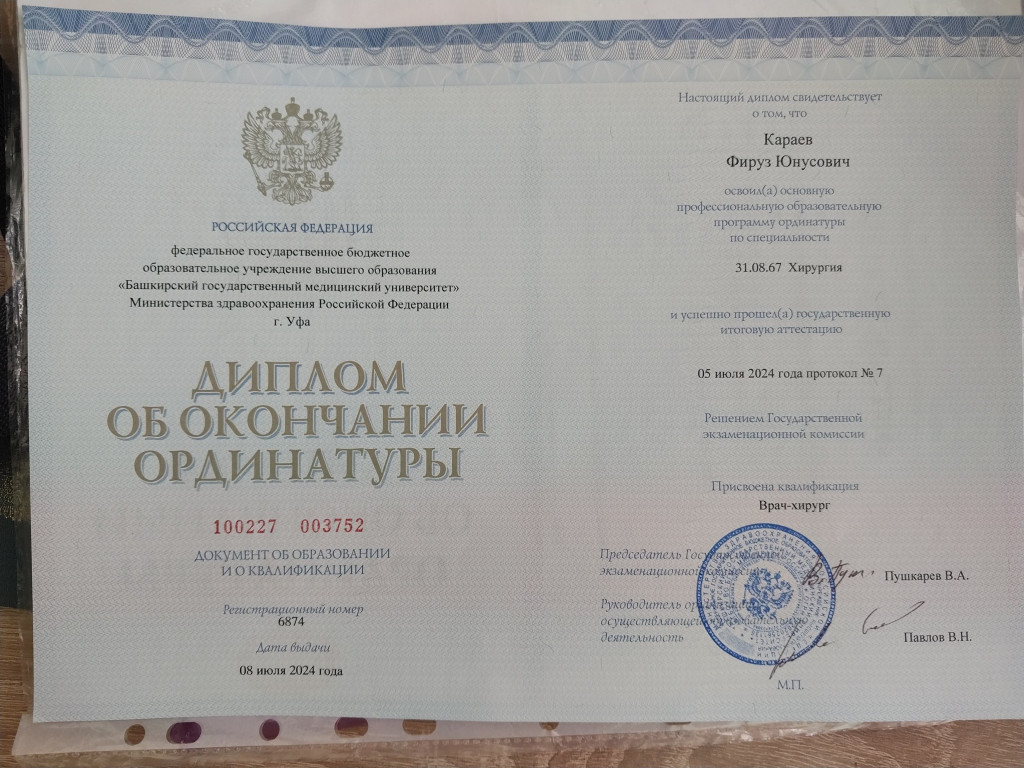 РОССИЙСКАЯ ФЕДЕРАЦИЯ
федеральное государственное бюджетное
образовательное учреждение высшего образования
«Башкирский государственный медицинский университет»
Министерства здравоохранения Российской Федерации
г. Уфа
ДИПЛОМ
ОБ ОКОНЧАНИИ
ОРДИНАТУРЫ
100227 003752
ДОКУМЕНТ ОБ ОБРАЗОВАНИИ
И О КВАЛИФИКАЦИИ
Регистрационный номер
6874
Дата выдачи
08 июля 2024 года
Настоящий диплом свидетельствует
о том, что
Караев
Фируз Юнусович
освоил(а) основную
профессиональную образовательную
программу ординатуры
по специальности
31.08.67 Хирургия
и успешно прошел(а) государственную
итоговую аттестацию
05 июля 2024 года протокол № 7
Решением Государственной
экзаменационной комиссии
Присвоена квалификация
Врач-хирург
Председатель Государственной
экзаменационной комиссии
Пушкарев В.А.
Руководитель организации,
осуществляющей образовательную
деятельность
Павлов В.Н.
М.П.